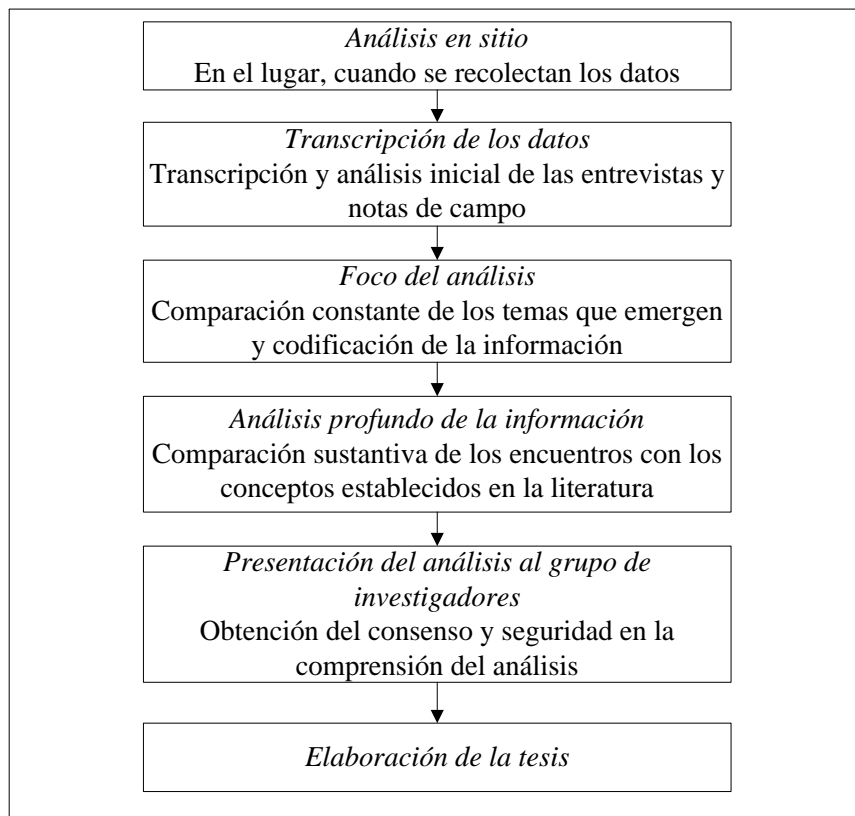 Análisis en sitio
En el lugar, cuando se recolectan los datos
Transcripción de los datos
Transcripción y análisis inicial de las entrevistas y
notas de campo
Foco del análisis
Comparación constante de los temas que emergen
y codificación de la información
Análisis profundo de la información
Comparación sustantiva de los encuentros con los
conceptos establecidos en la literatura
Presentación del análisis al grupo de
investigadores
Obtención del consenso y seguridad en la
comprensión del análisis
Elaboración de la tesis